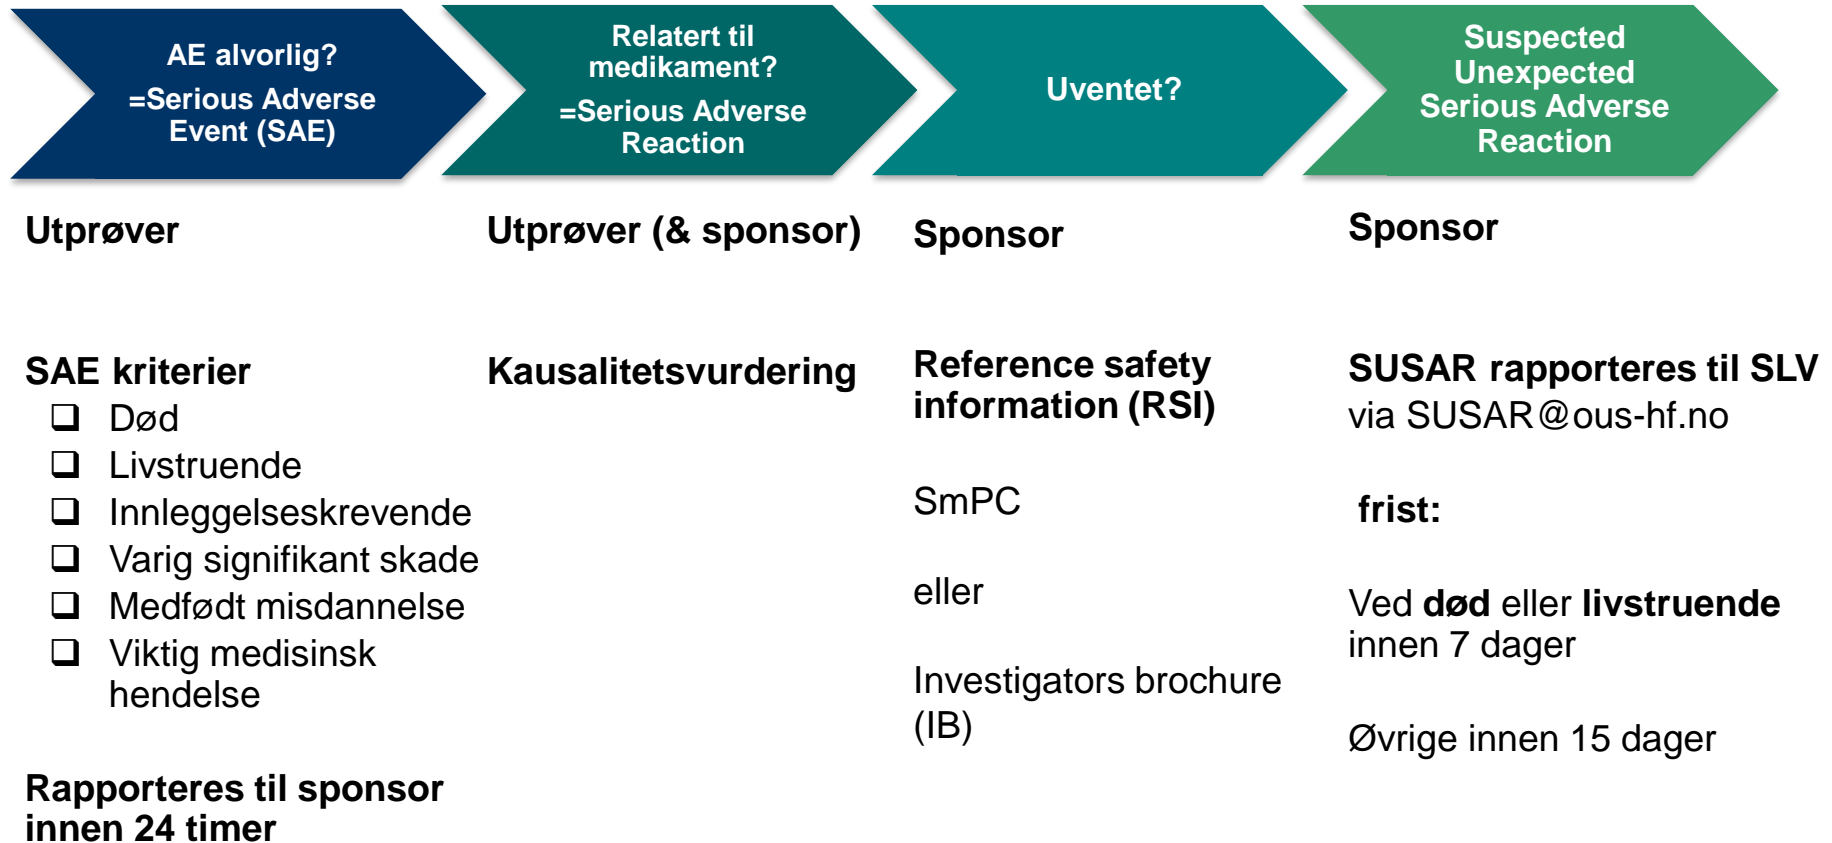 AE alvorlig?
=Serious Adverse
Event (SAE)
Relatert til
medikament?
=Serious Adverse
Reaction
Uventet?
Suspected
Unexpected
Serious Adverse
Reaction
Utprøver
SAE kriterier
❑ Død
❑ Livstruende
❑ Innleggelseskrevende
❑ Varig signifikant skade
❑ Medfødt misdannelse
❑ Viktig medisinsk
hendelse
Rapporteres til sponsor
innen 24 timer
Utprøver (& sponsor)
Kausalitetsvurdering
Sponsor
Reference safety
information (RSI)
SmPC
eller
Investigators brochure
(IB)
Sponsor
SUSAR rapporteres til SLV
via SUSAR@ous-hf.no
frist:
Ved død eller livstruende
innen 7 dager
Øvrige innen 15 dager